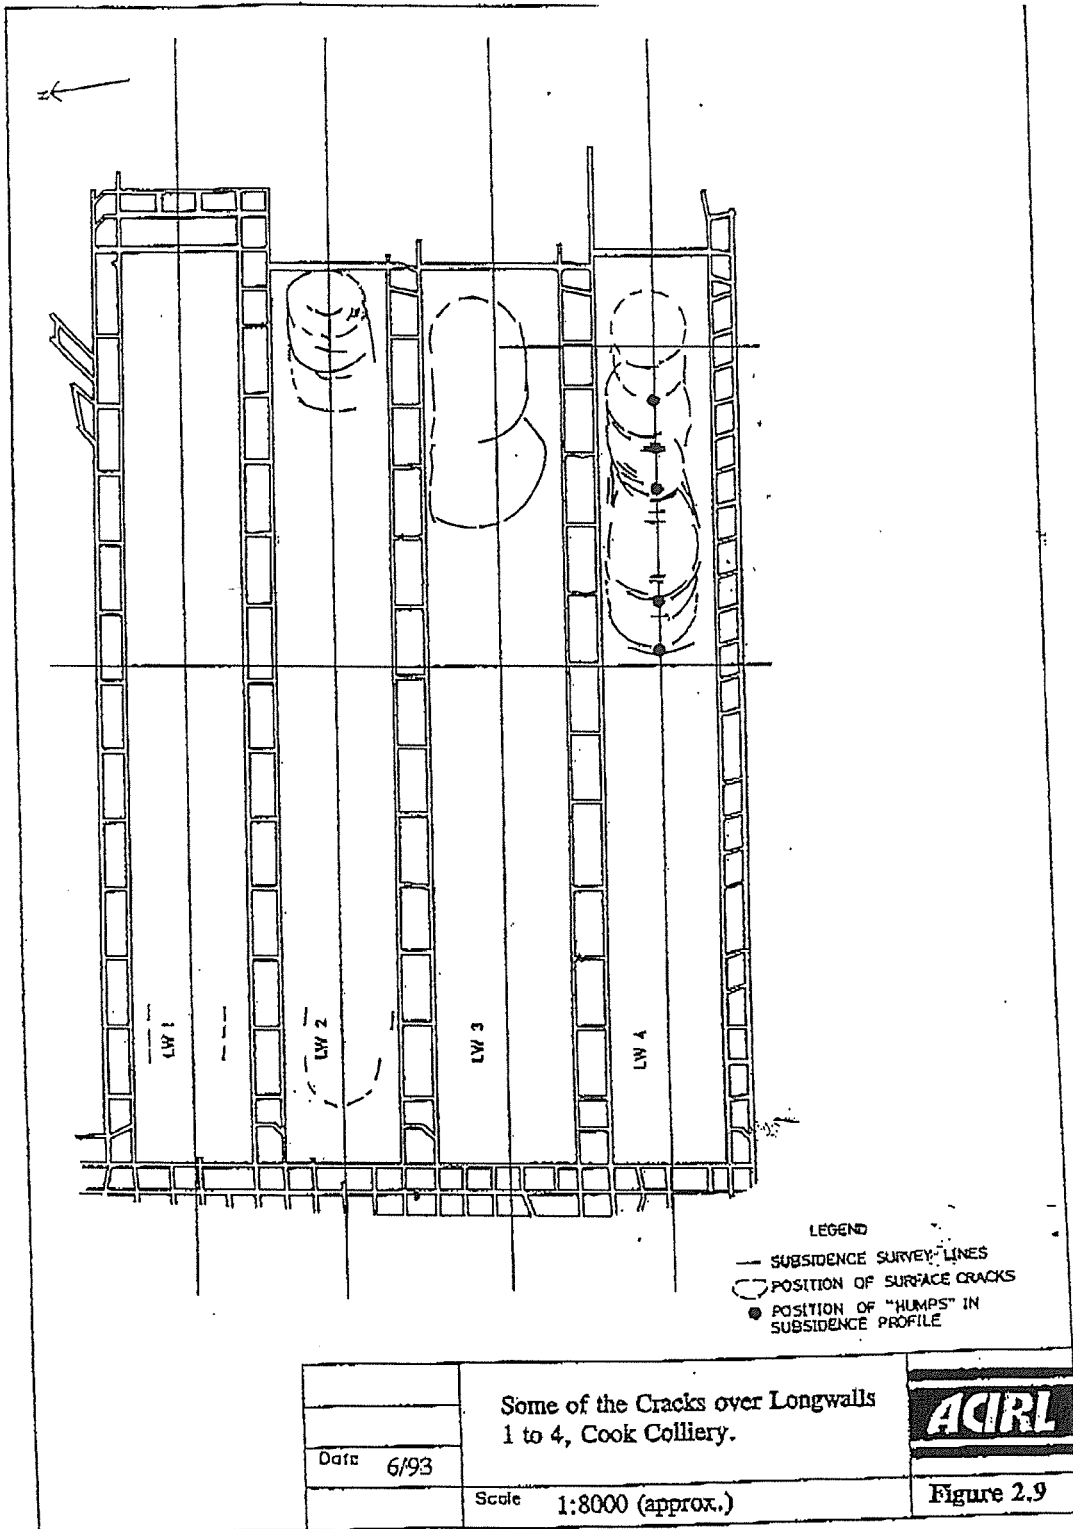 N
LW 1
LW 2
LW 3
LW 4
LEGEND
SUBSIDENCE SURVEY LINES
POSITION OF SURFACE CRACKS
POSITION OF "HUMPS" IN
SUBSIDENCE PROFILE
Some of the Cracks over Longwalls
1 to 4, Cook Colliery.
ACIRL
Date 6/93
Scale 1:8000 (approx.)
Figure 2.9